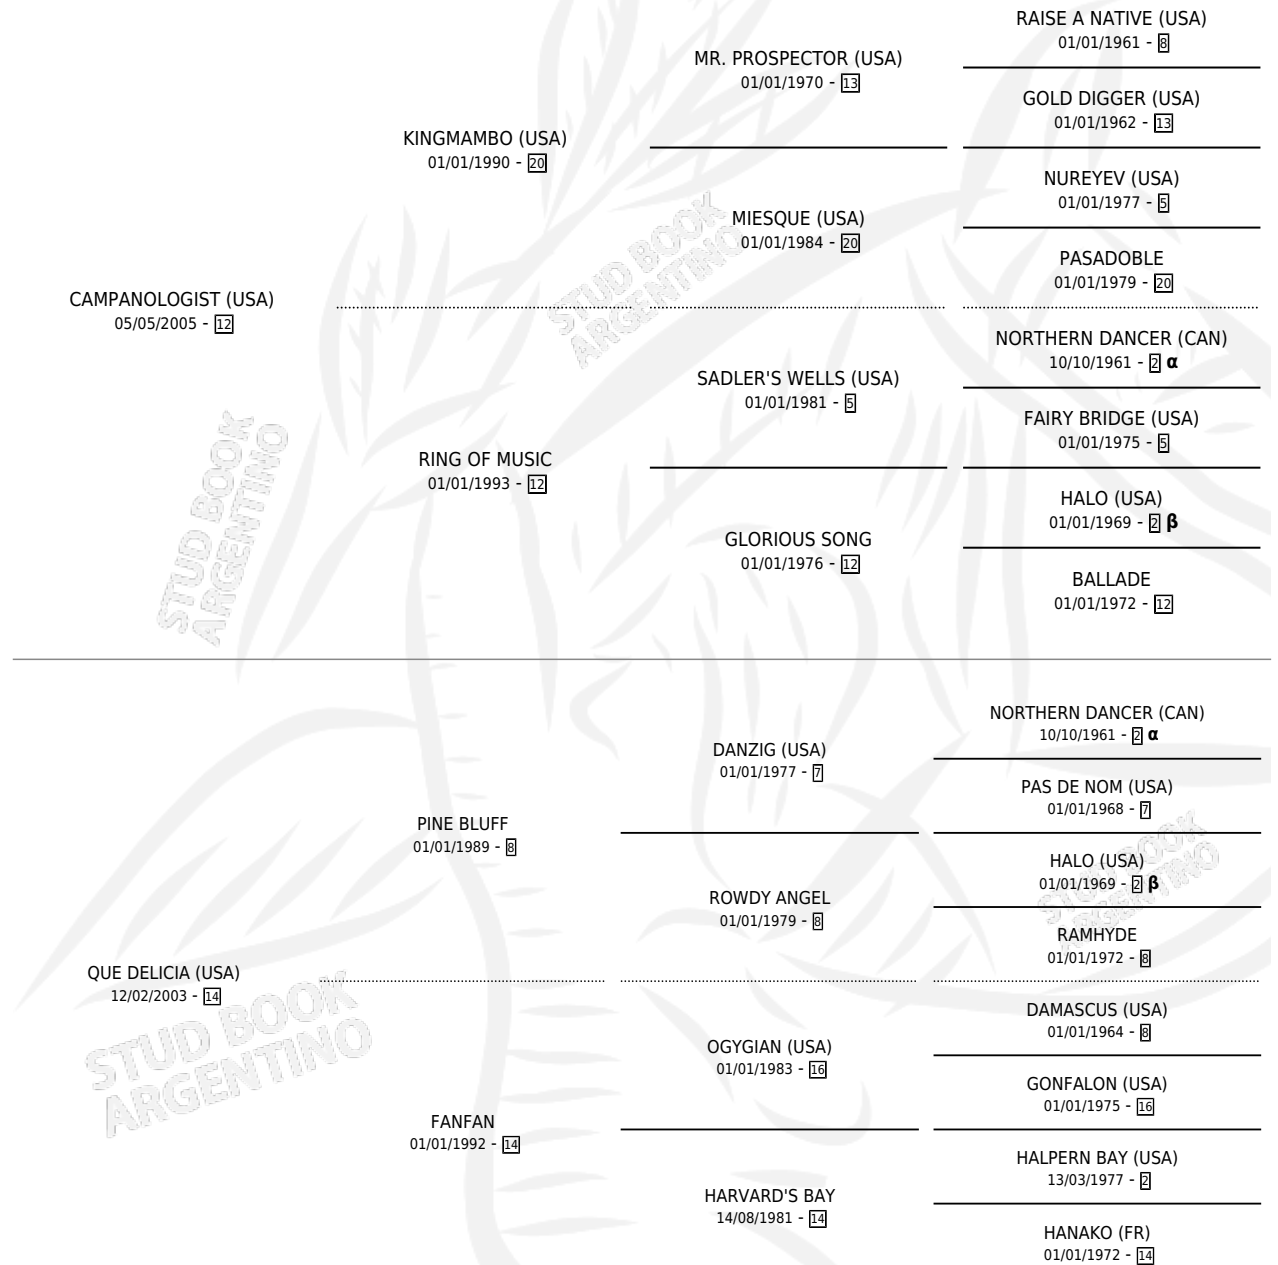 RAISE A NATIVE (USA)
01/01/1961 - 8
MR. PROSPECTOR (USA)
01/01/1970 - 13
GOLD DIGGER (USA)
01/01/1962 - 13
KINGMAMBO (USA)
01/01/1990 - 20
NUREYEV (USA)
01/01/1977 - 5
MIESQUE (USA)
01/01/1984 - 20
PASADOBLE
01/01/1979 - 20
CAMPANOLOGIST (USA)
05/05/2005 - 12
NORTHERN DANCER (CAN)
10/10/1961 - 2 α
SADLER'S WELLS (USA)
01/01/1981 - 5
FAIRY BRIDGE (USA)
01/01/1975 - 5
RING OF MUSIC
01/01/1993 - 12
HALO (USA)
01/01/1969 - 2 β
GLORIOUS SONG
01/01/1976 - 12
BALLADE
01/01/1972 - 12
NORTHERN DANCER (CAN)
10/10/1961 - 2 α
DANZIG (USA)
01/01/1977 - 7
PAS DE NOM (USA)
01/01/1968 - 7
PINE BLUFF
01/01/1989 - 8
HALO (USA)
01/01/1969 - 2 β
ROWDY ANGEL
01/01/1979 - 8
RAMHYDE
01/01/1972 - 8
QUE DELICIA (USA)
12/02/2003 - 14
DAMASCUS (USA)
01/01/1964 - 8
OGYGIAN (USA)
01/01/1983 - 16
GONFALON (USA)
01/01/1975 - 16
FANFAN
01/01/1992 - 14
HALPERN BAY (USA)
13/03/1977 - 2
HARVARD'S BAY
14/08/1981 - 14
HANAKO (FR)
01/01/1972 - 14
STUD BOOK
ARGENTINO
STUD BOOK
ARGENTINO
STUD BOOK
ARGENTINO
STUD BOOK
ARGENTINO